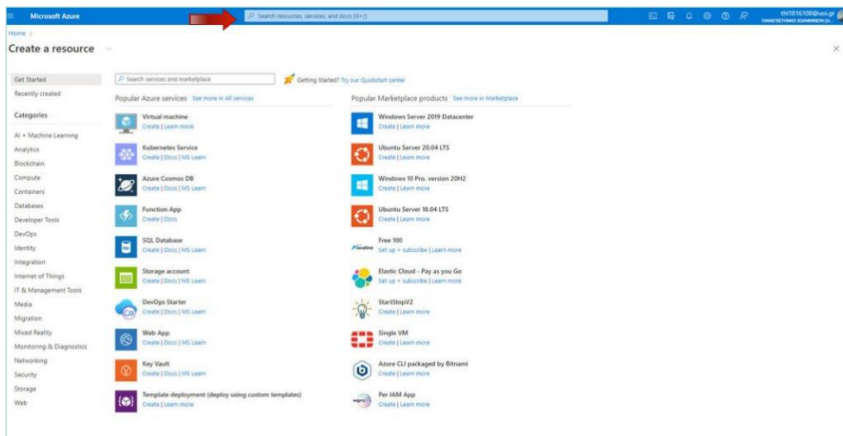 Microsoft Azure
Search resources, services, and docs (G+/)
Home >
Create a resource ...
Get Started
Recently created
Categories
AI + Machine Learning
Analytics
Blockchain
Compute
Containers
Databases
Developer Tools
DevOps
Identity
Integration
Internet of Things
IT & Management Tools
Media
Migration
Mixed Reality
Monitoring & Diagnostics
Networking
Security
Storage
Web
Search services and marketplace
Getting Started? Try our Quickstart center
Popular Azure services See more in All services
Virtual machine
Create | Learn more
Kubernetes Service
Create | Docs | MS Learn
Azure Cosmos DB
Create | Docs | MS Learn
Function App
Create | Docs
SQL Database
Create | Docs | MS Learn
Storage account
Create | Docs | MS Learn
DevOps Starter
Create | Docs | MS Learn
Web App
Create | Docs | MS Learn
Key Vault
Create | Docs | MS Learn
Template deployment (deploy using custom templates)
Create | Learn more
Popular Marketplace products See more in Marketplace
Windows Server 2019 Datacenter
Create | Learn more
Ubuntu Server 20.04 LTS
Create | Learn more
Windows 10 Pro, version 20H2
Create | Learn more
Ubuntu Server 18.04 LTS
Create | Learn more
Free 100
Set up + subscribe | Learn more
Elastic Cloud - Pay as you Go
Set up + subscribe | Learn more
StartStopV2
Create | Learn more
Single VM
Create | Learn more
Azure CLI packaged by Bitnami
Create | Learn more
Per IAM App
Create | Learn more